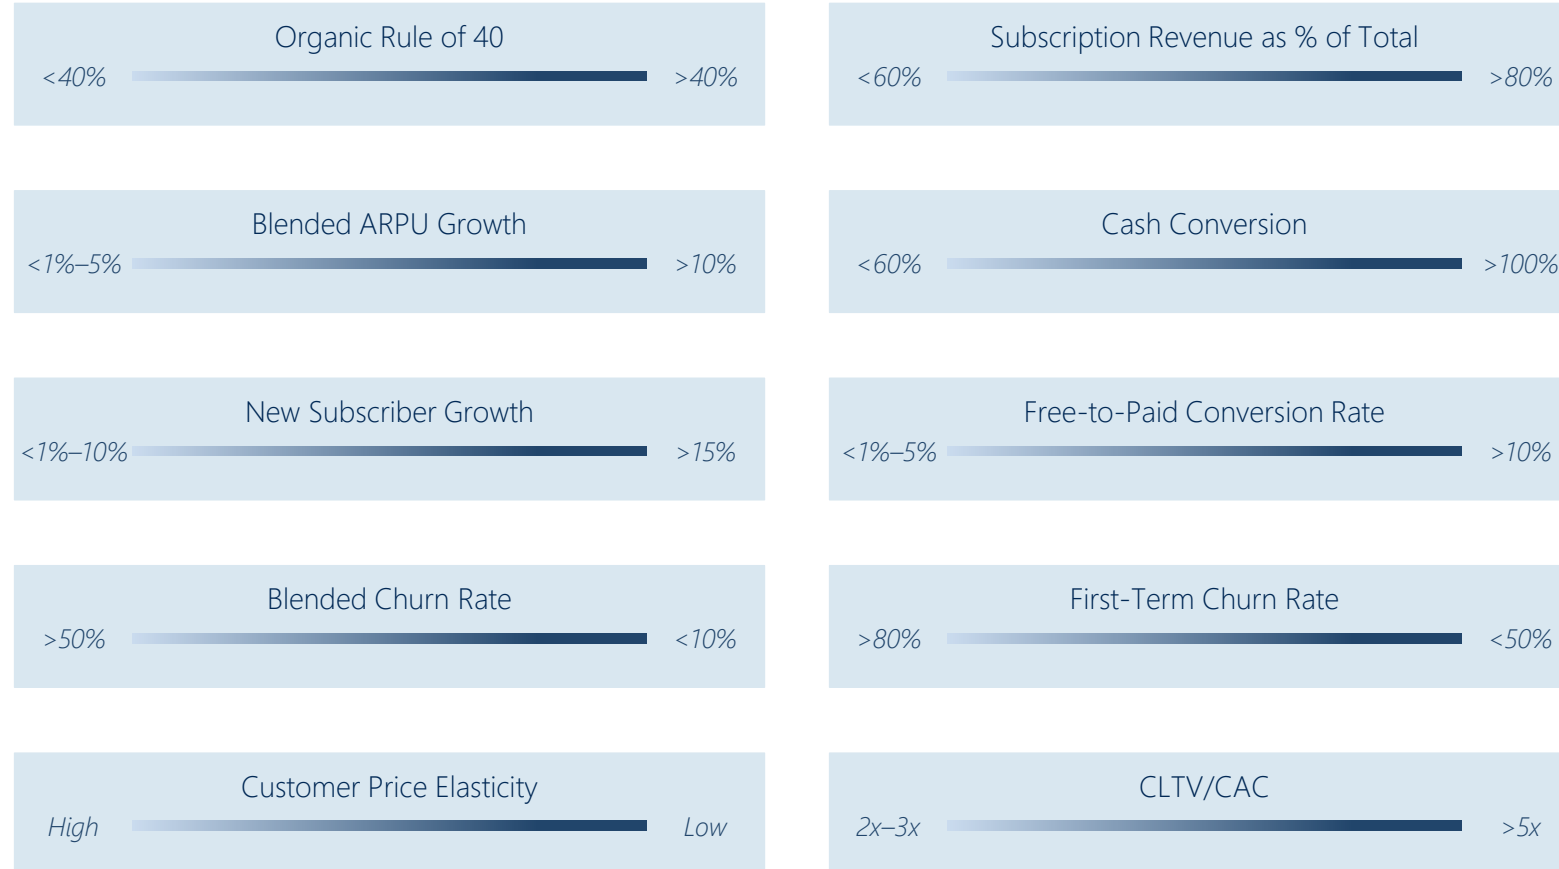 Organic Rule of 40
<40% >40%
Subscription Revenue as % of Total
<60% >80%
Blended ARPU Growth
<1%–5% >10%
Cash Conversion
<60% >100%
New Subscriber Growth
<1%–10% >15%
Free-to-Paid Conversion Rate
<1%–5% >10%
Blended Churn Rate
>50% <10%
First-Term Churn Rate
>80% <50%
Customer Price Elasticity
High Low
CLTV/CAC
2x–3x >5x